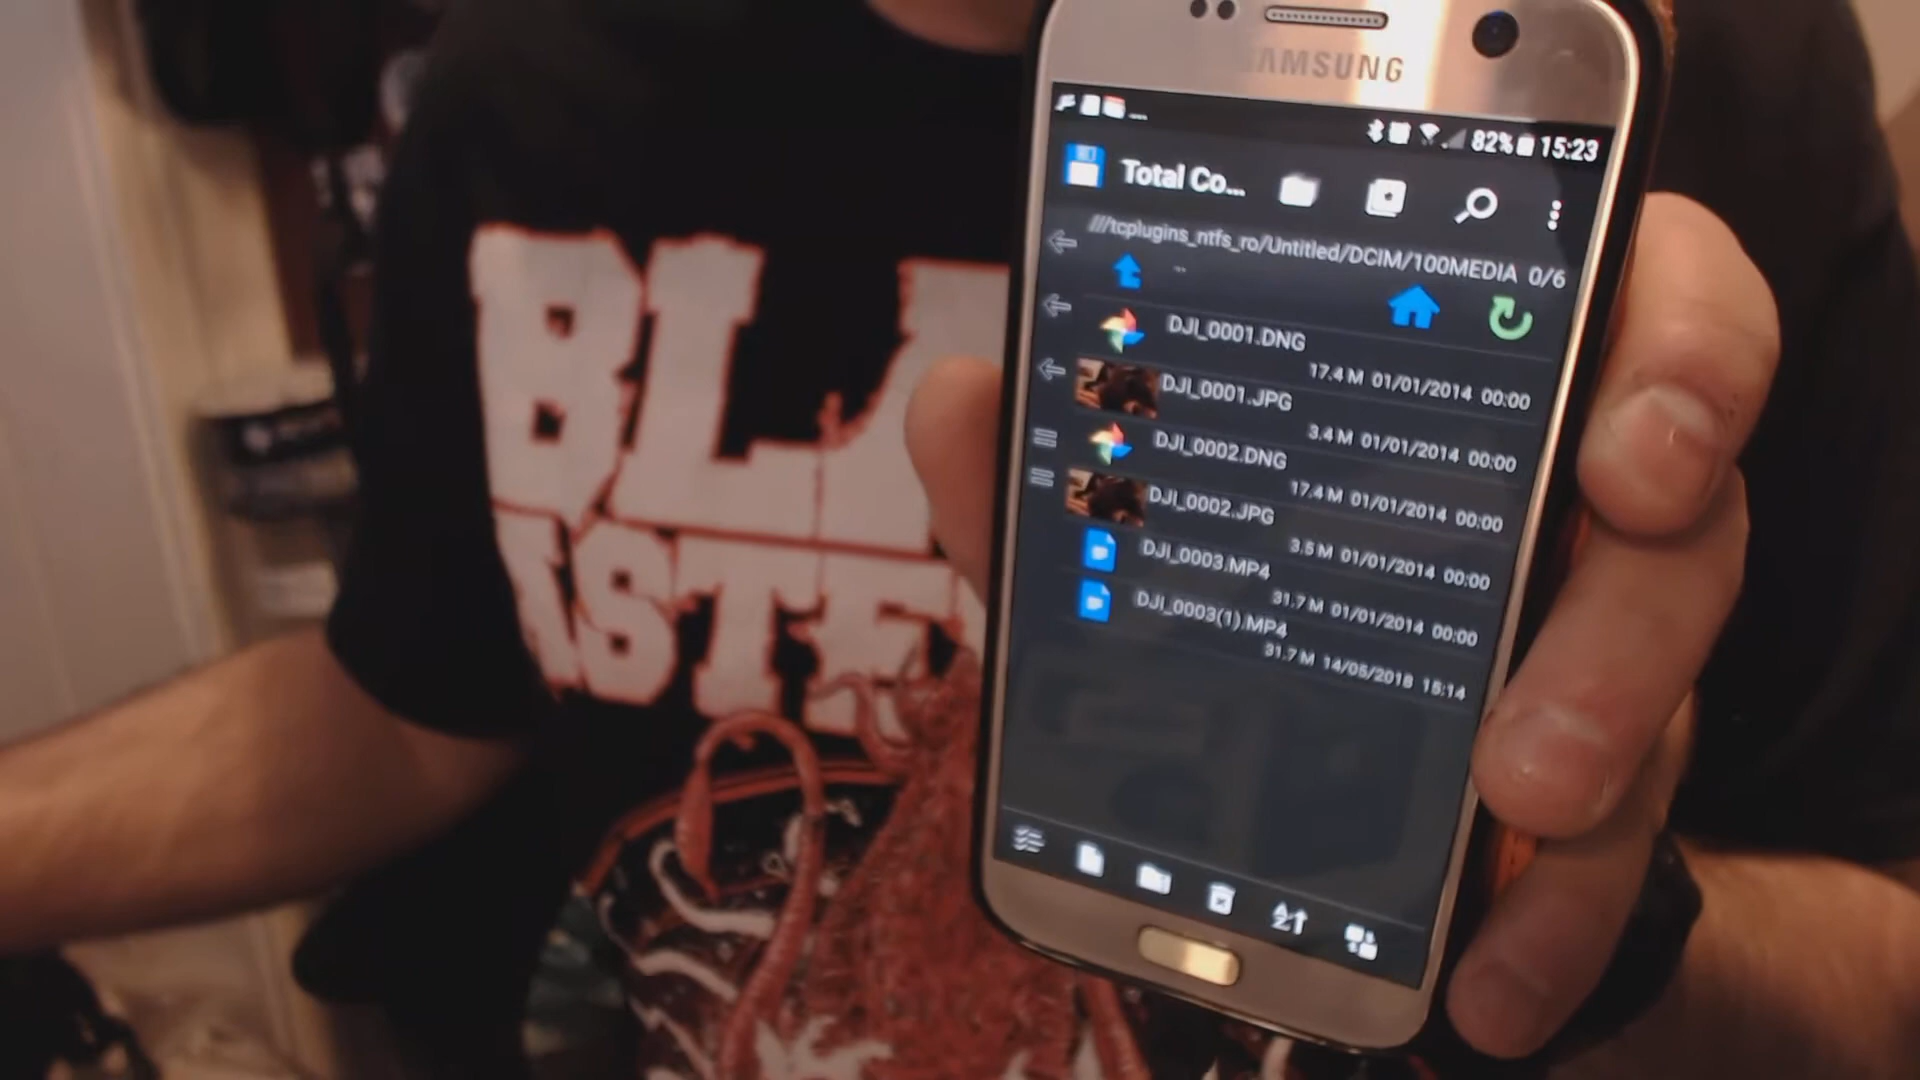 SAMSUNG
82% 15:23
Total Co...
///tcplugins_ntfs_ro/Untitled/DCIM/100MEDIA 0/6
..
DJI_0001.DNG
17.4 M 01/01/2014 00:00
DJI_0001.JPG
3.4 M 01/01/2014 00:00
DJI_0002.DNG
17.4 M 01/01/2014 00:00
DJI_0002.JPG
3.5 M 01/01/2014 00:00
DJI_0003.MP4
31.7 M 01/01/2014 00:00
DJI_0003(1).MP4
31.7 M 14/05/2018 15:14
BLA